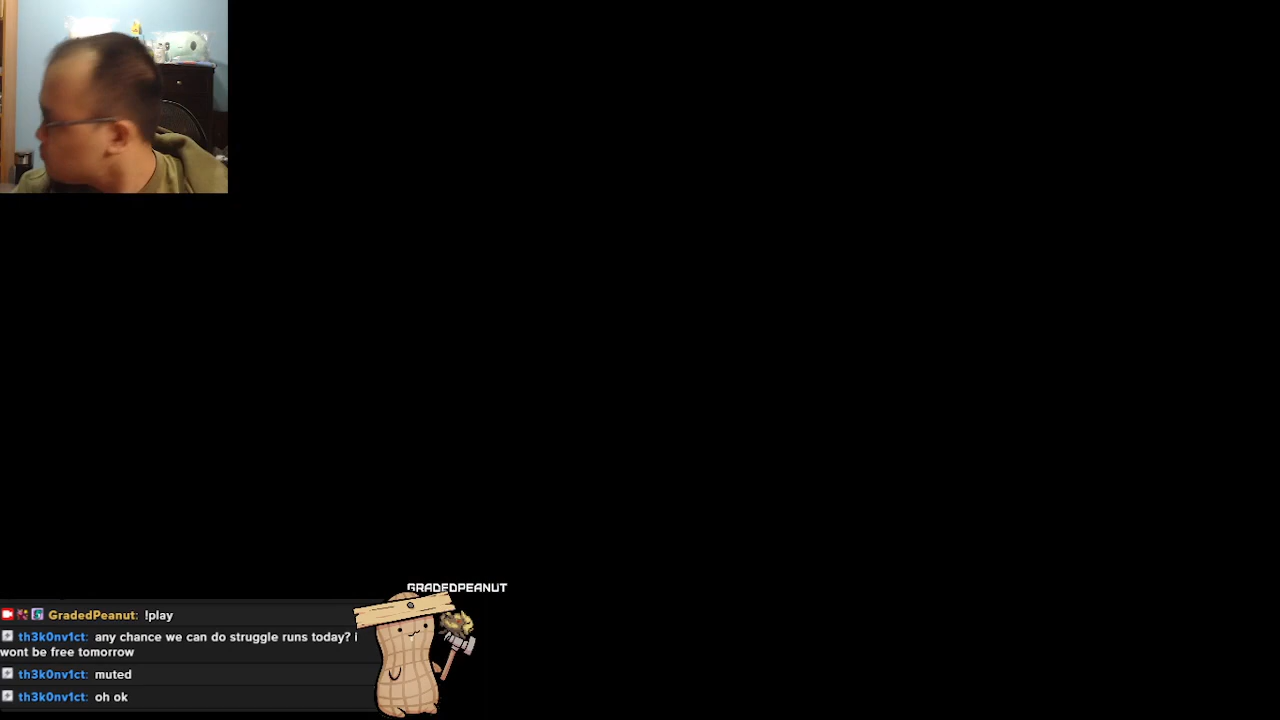 GRADEDPEANUT
GradedPeanut: !play
th3k0nv1ct: any chance we can do struggle runs today? i
wont be free tomorrow
th3k0nv1ct: muted
th3k0nv1ct: oh ok